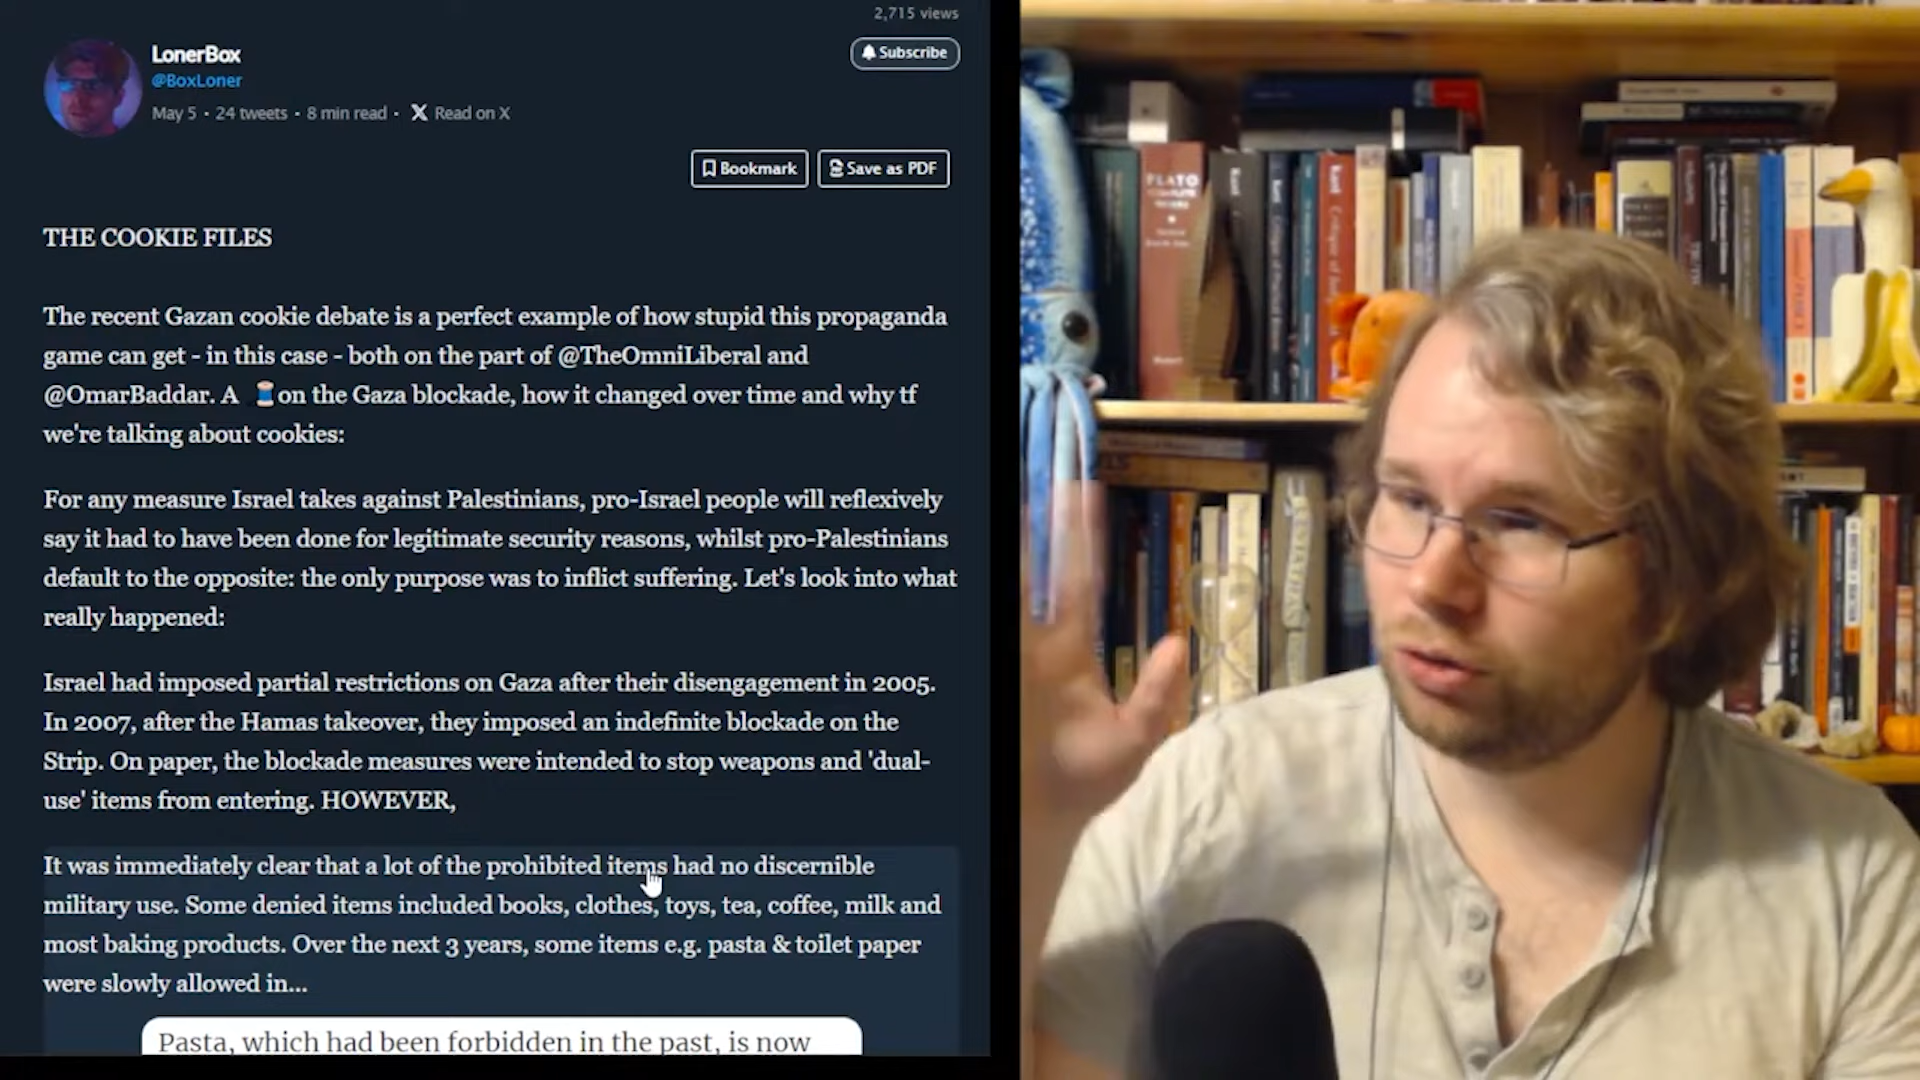 2,715 views
LonerBox
Subscribe
@BoxLoner
May 5 • 24 tweets • 8 min read • X Read on X
Bookmark
Save as PDF
THE COOKIE FILES
The recent Gazan cookie debate is a perfect example of how stupid this propaganda
game can get - in this case - both on the part of @TheOmniLiberal and
@OmarBaddar. A 🧵on the Gaza blockade, how it changed over time and why tf
we're talking about cookies:
For any measure Israel takes against Palestinians, pro-Israel people will reflexively
say it had to have been done for legitimate security reasons, whilst pro-Palestinians
default to the opposite: the only purpose was to inflict suffering. Let's look into what
really happened:
Israel had imposed partial restrictions on Gaza after their disengagement in 2005.
In 2007, after the Hamas takeover, they imposed an indefinite blockade on the
Strip. On paper, the blockade measures were intended to stop weapons and 'dual-
use' items from entering. HOWEVER,
It was immediately clear that a lot of the prohibited items had no discernible
military use. Some denied items included books, clothes, toys, tea, coffee, milk and
most baking products. Over the next 3 years, some items e.g. pasta & toilet paper
were slowly allowed in...
Pasta, which had been forbidden in the past, is now
PLATO
Kant
Kant